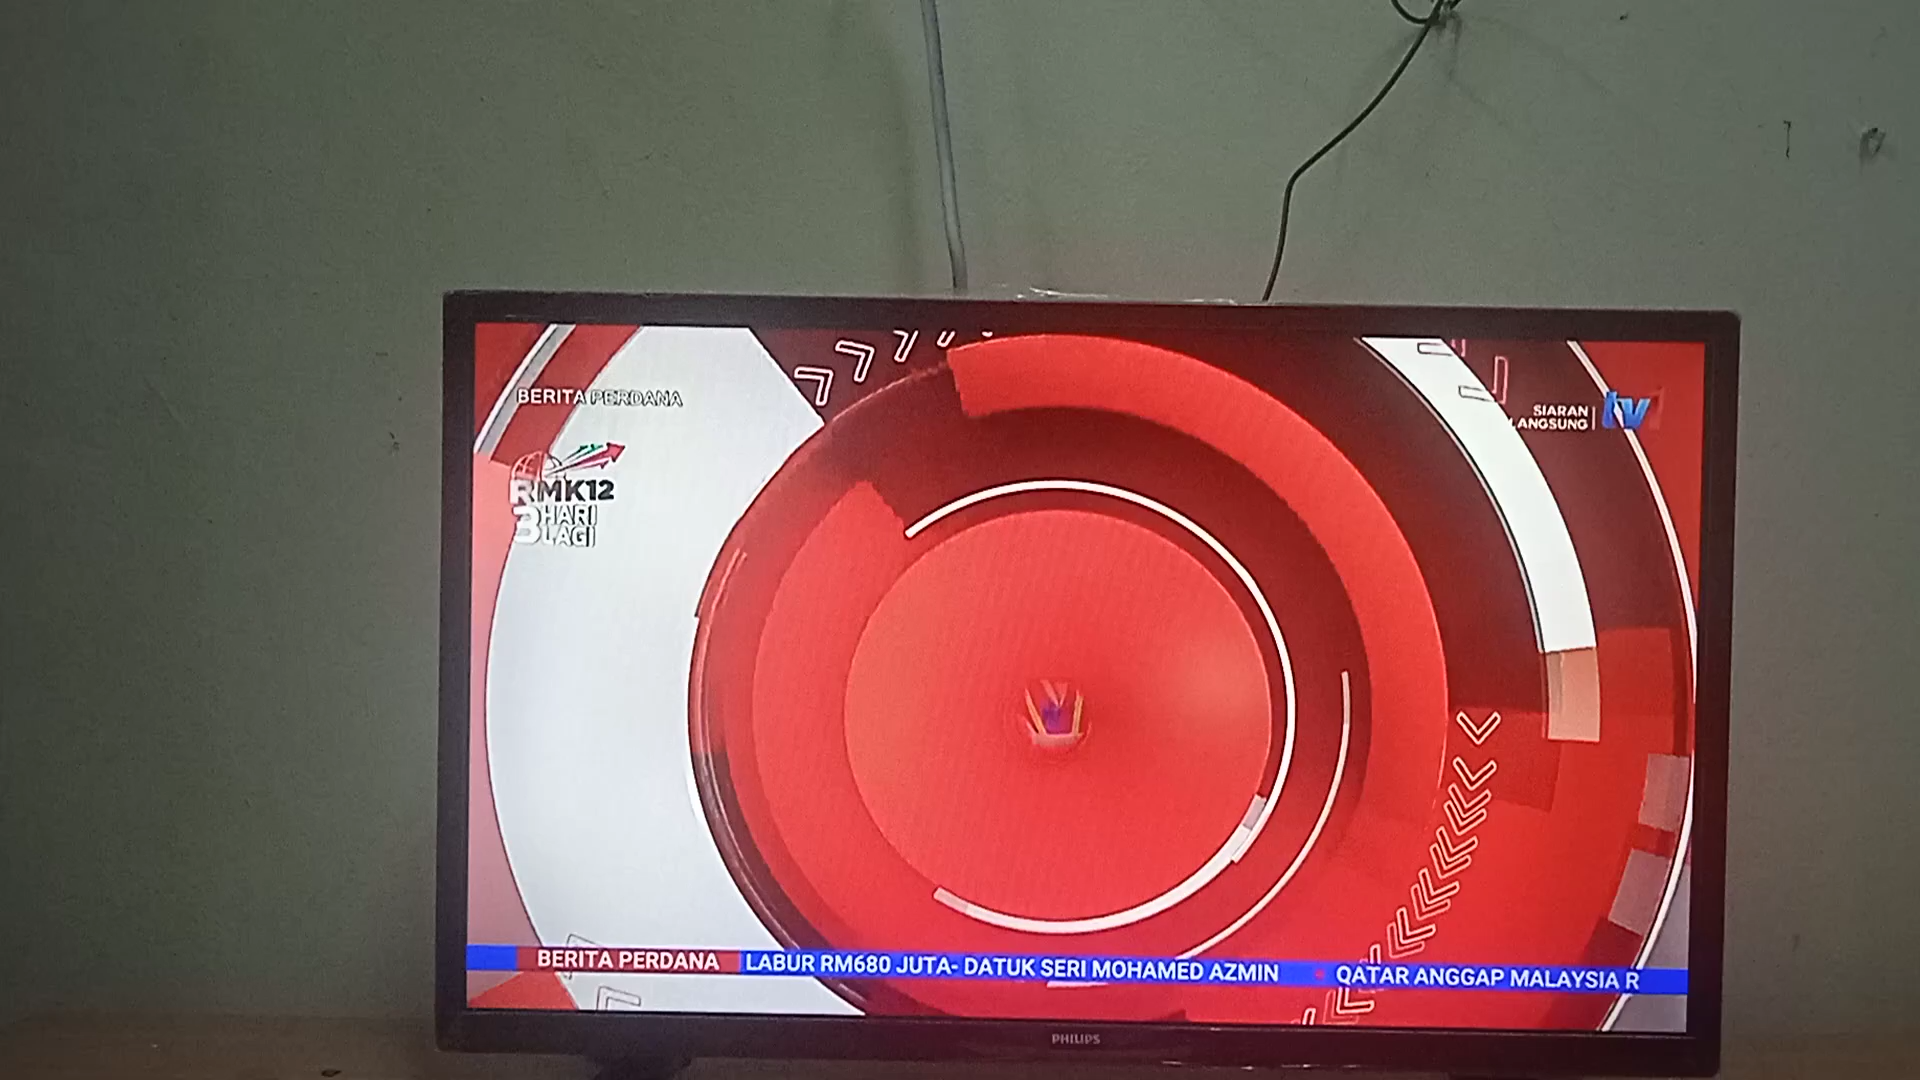 BERITA PERDANA
SIARAN
LANGSUNG
tv1
RMK12
3 HARI
LAGI
BERITA PERDANA LABUR RM680 JUTA- DATUK SERI MOHAMED AZMIN QATAR ANGGAP MALAYSIA R
PHILIPS